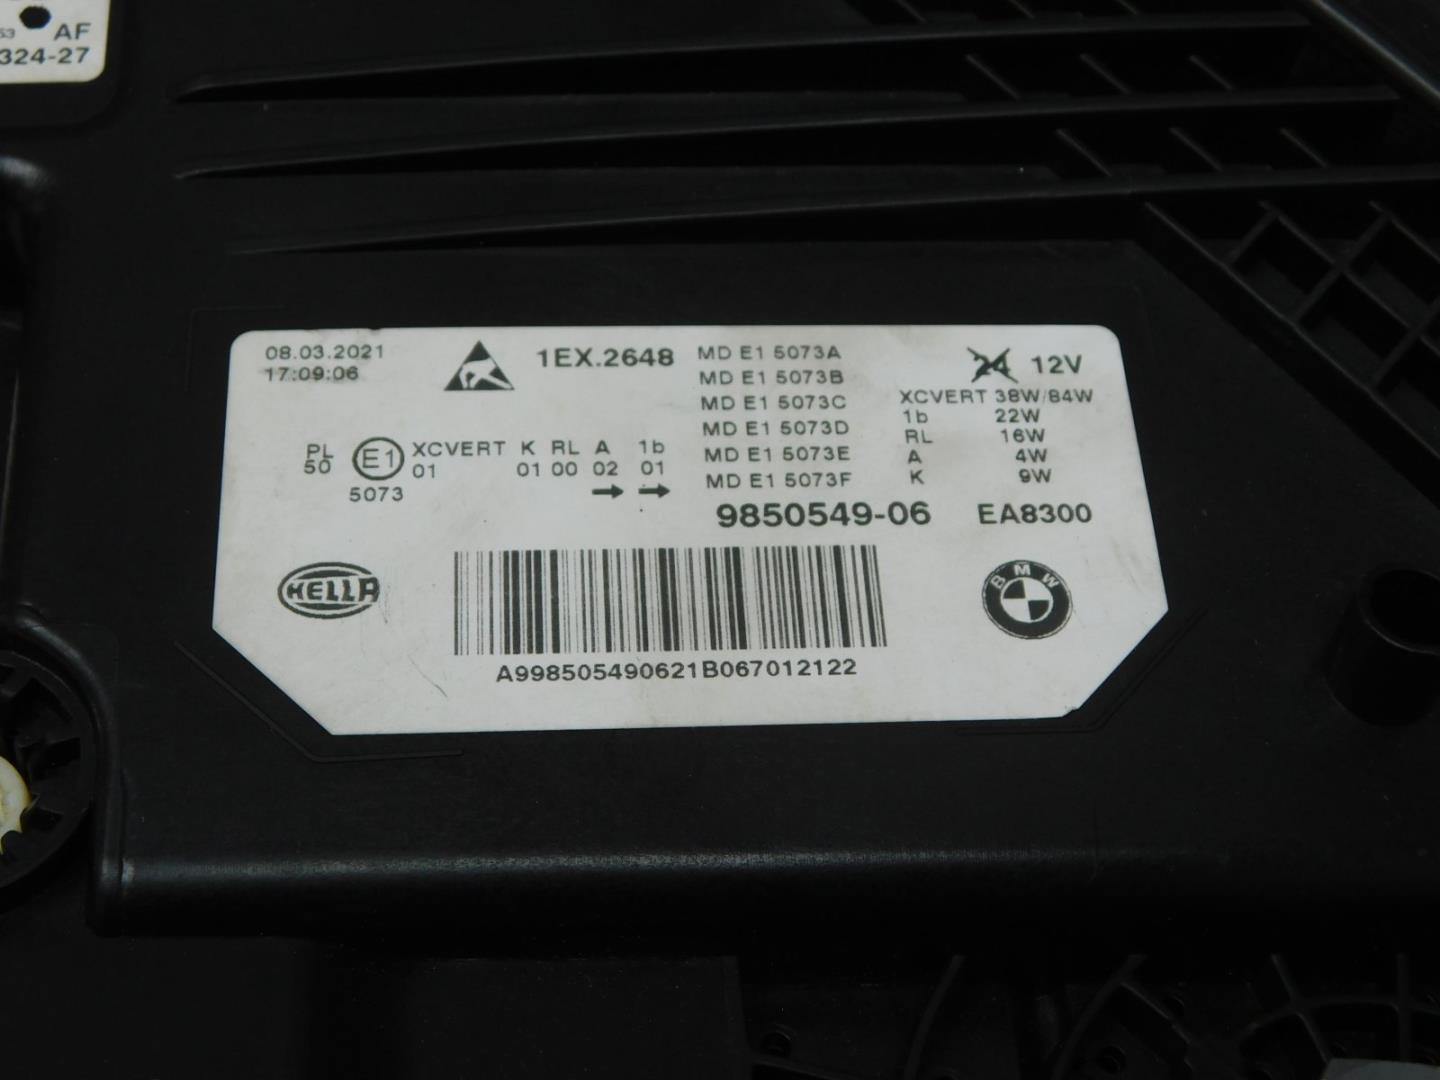 53 AF
324-27
08.03.2021
17:09:06
1EX.2648
MD E1 5073A
MD E1 5073B
MD E1 5073C
MD E1 5073D
MD E1 5073E
MD E1 5073F
24 12V
XCVERT 38W/84W
1b 22W
RL 16W
A 4W
K 9W
PL
50
E1
5073
XCVERT K RL A 1b
01 01 00 02 01
9850549-06 EA8300
HELLA
BMW
A998505490621B067012122